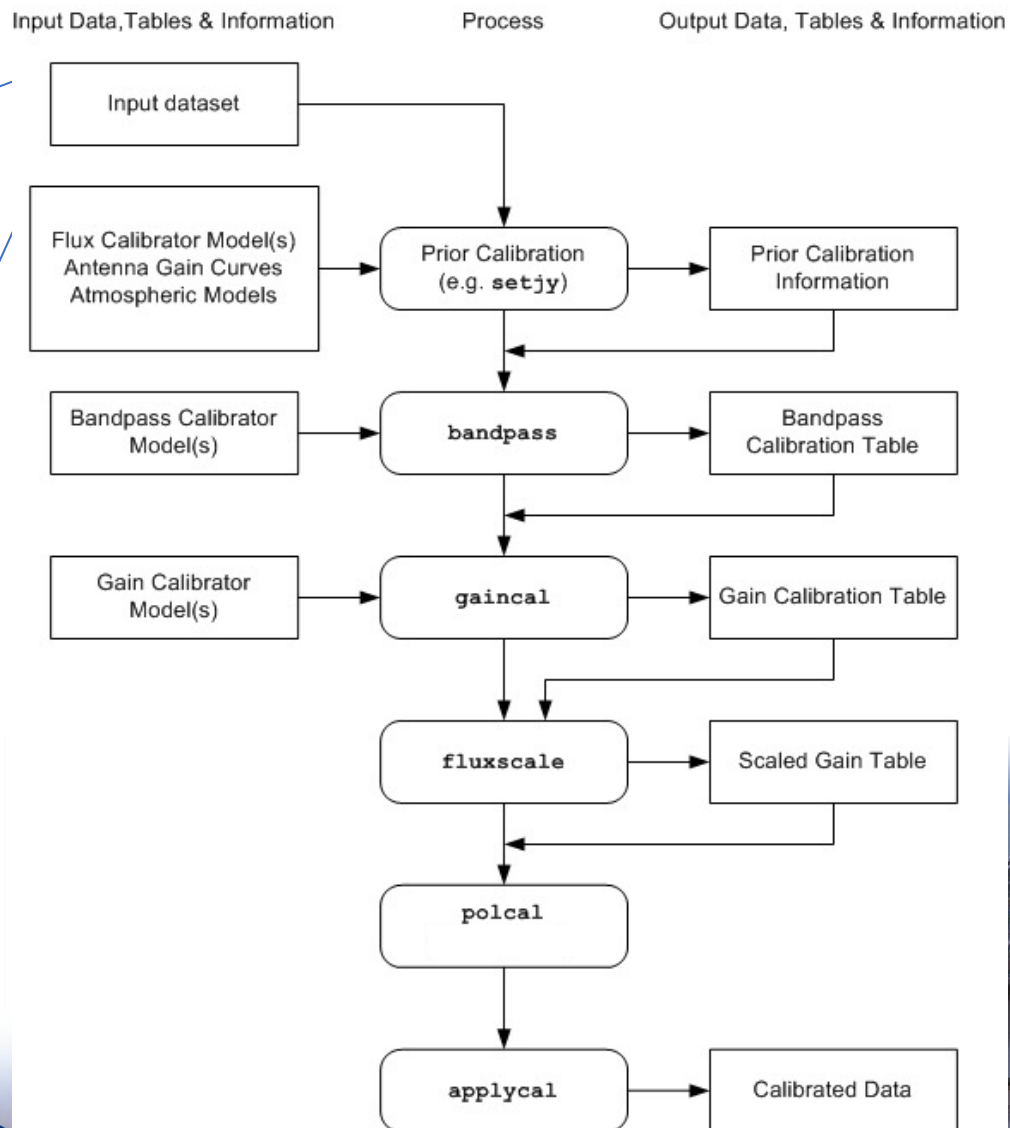 Input Data,Tables & Information
Process
Output Data, Tables & Information
Input dataset
Flux Calibrator Model(s)
Antenna Gain Curves
Atmospheric Models
Prior Calibration
(e.g. setjy)
Prior Calibration
Information
Bandpass Calibrator
Model(s)
bandpass
Bandpass
Calibration Table
Gain Calibrator
Model(s)
gaincal
Gain Calibration Table
fluxscale
Scaled Gain Table
polcal
applycal
Calibrated Data